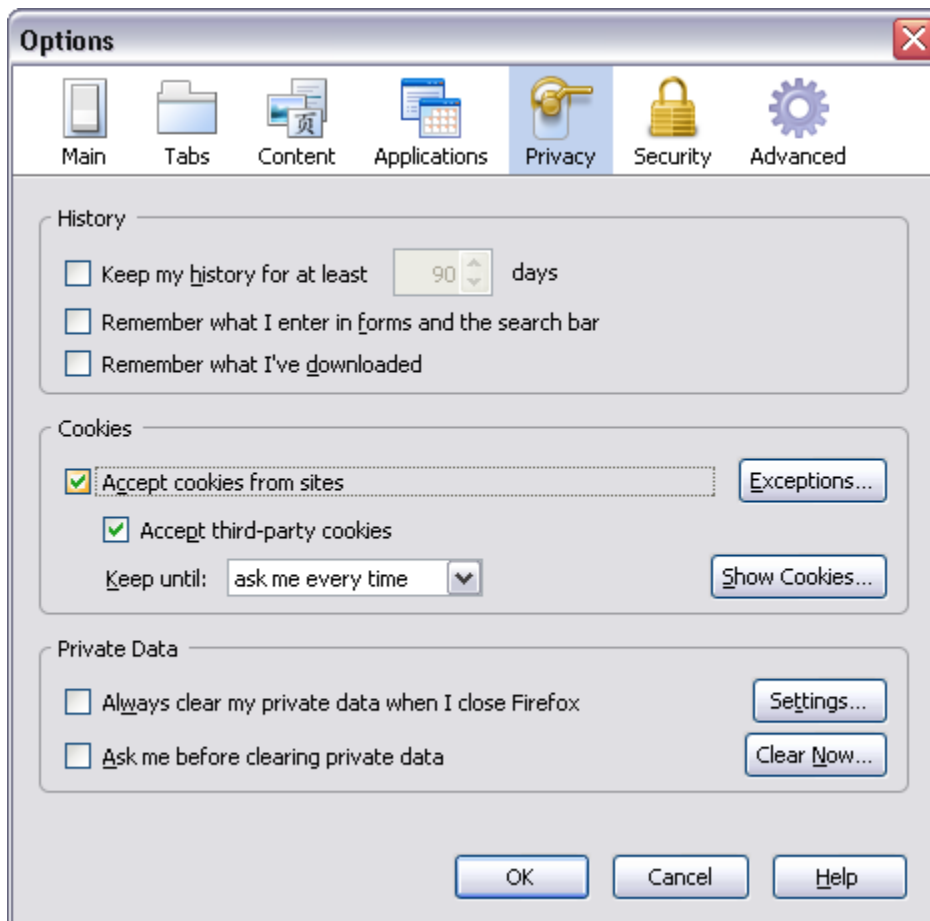 Options
Main Tabs Content Applications Privacy Security Advanced
页
History
Keep my history for at least 90 days
Remember what I enter in forms and the search bar
Remember what I've downloaded
Cookies
Accept cookies from sites Exceptions...
Accept third-party cookies
Keep until: ask me every time Show Cookies...
Private Data
Always clear my private data when I close Firefox Settings...
Ask me before clearing private data Clear Now...
OK Cancel Help